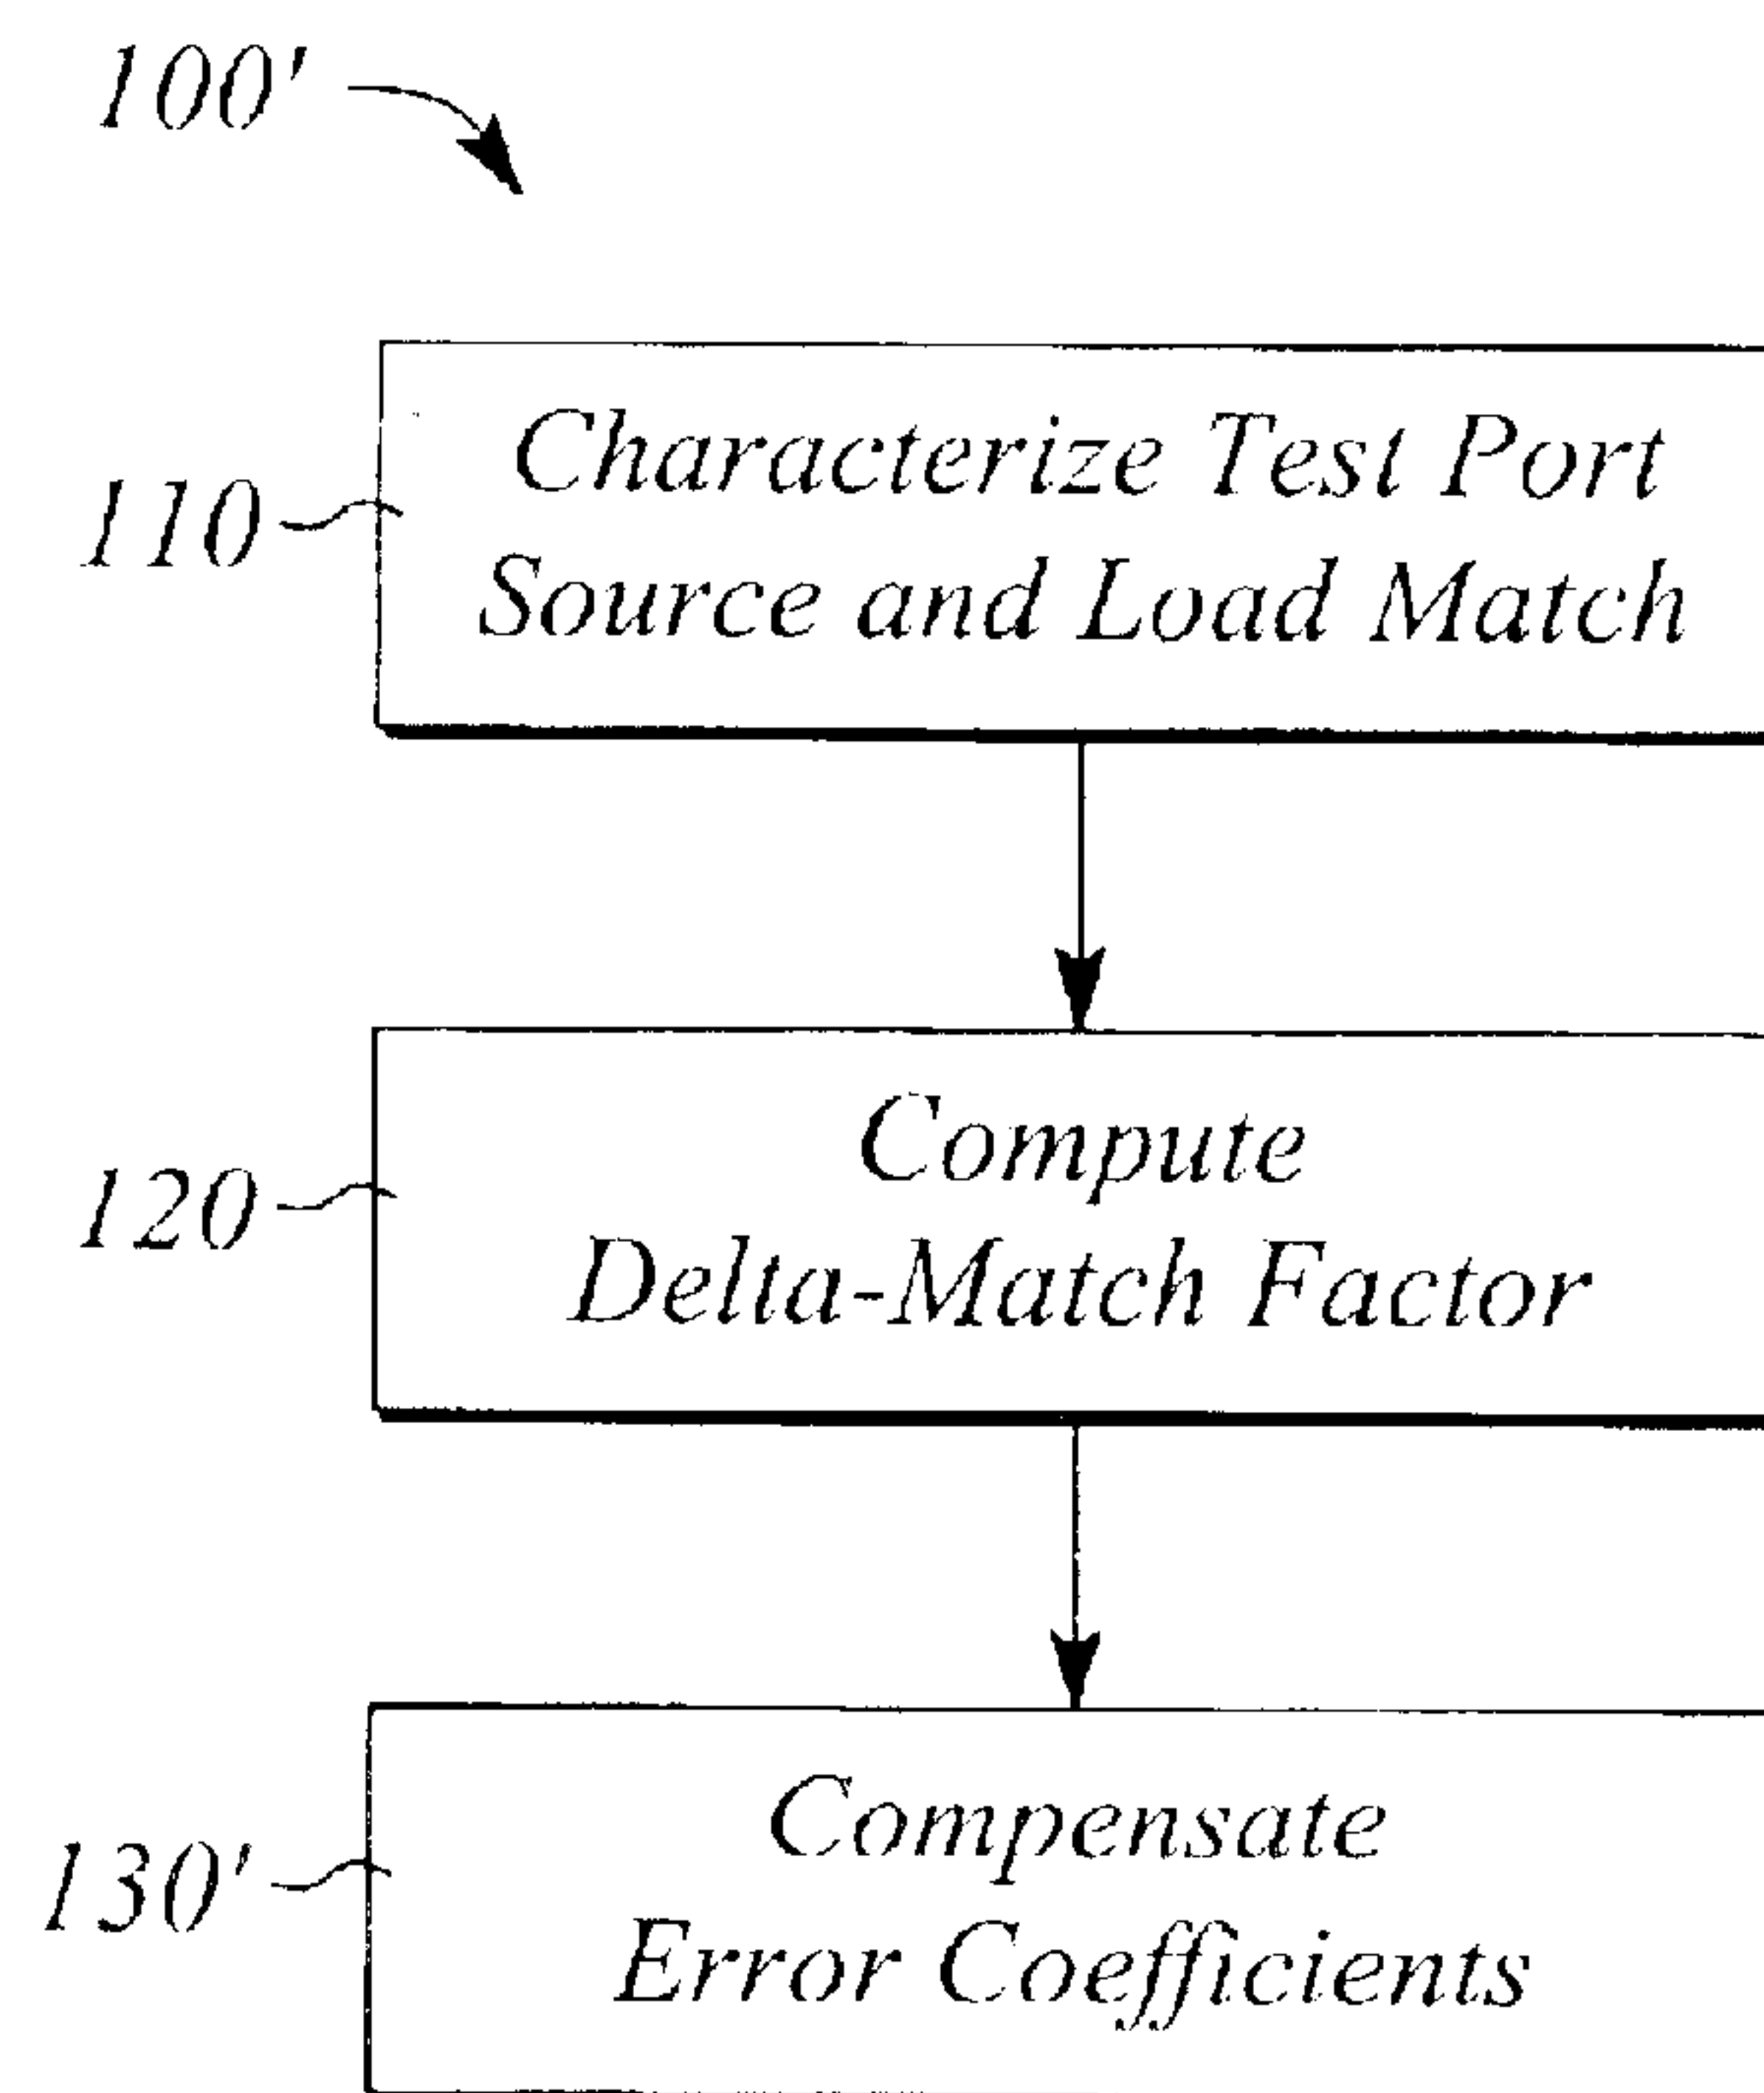 100'
110
Characterize Test Port
Source and Load Match
120
Compute
Delta-Match Factor
130'
Compensate
Error Coefficients